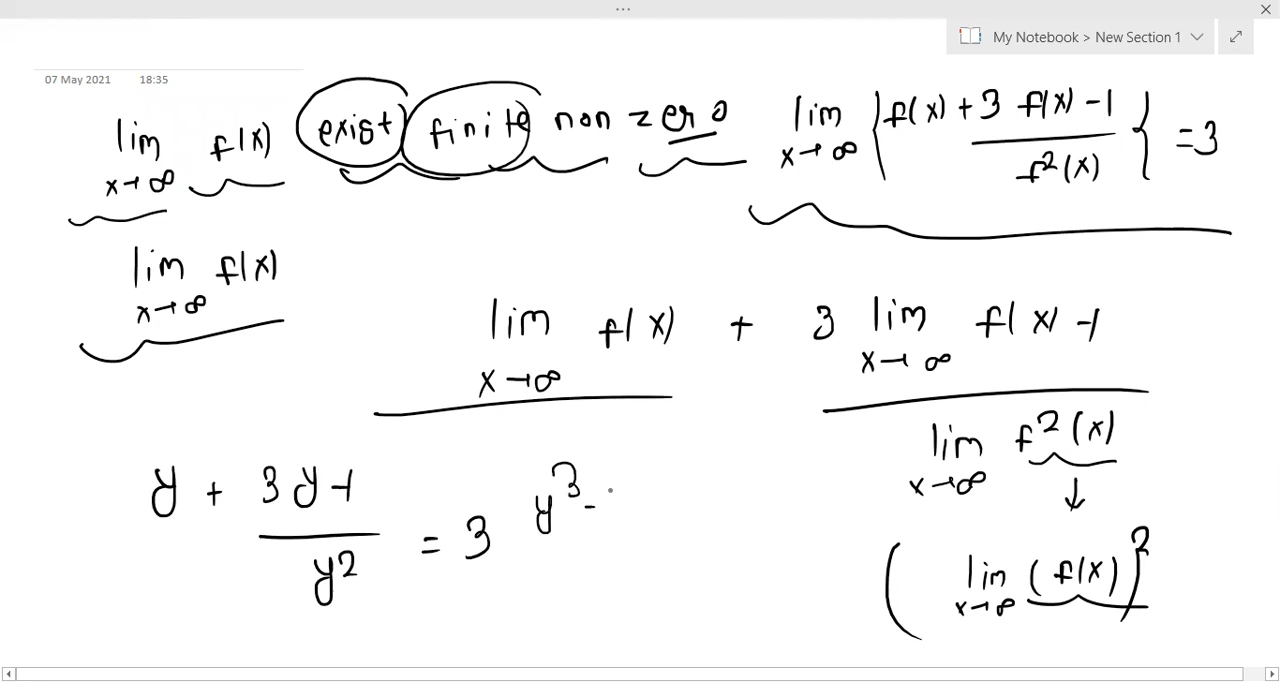 My Notebook > New Section 1
07 May 2021 18:35
lim x→∞ f(x) exist finite non zero lim x→∞ { f(x) + 3 f(x) -1 / f²(x) } = 3
lim x→∞ f(x)
lim x→∞ f(x) + 3 lim x→∞ f(x) -1
lim x→∞ f²(x)
y + 3y-1 / y² = 3 y³ -
( lim x→∞ (f(x) )²